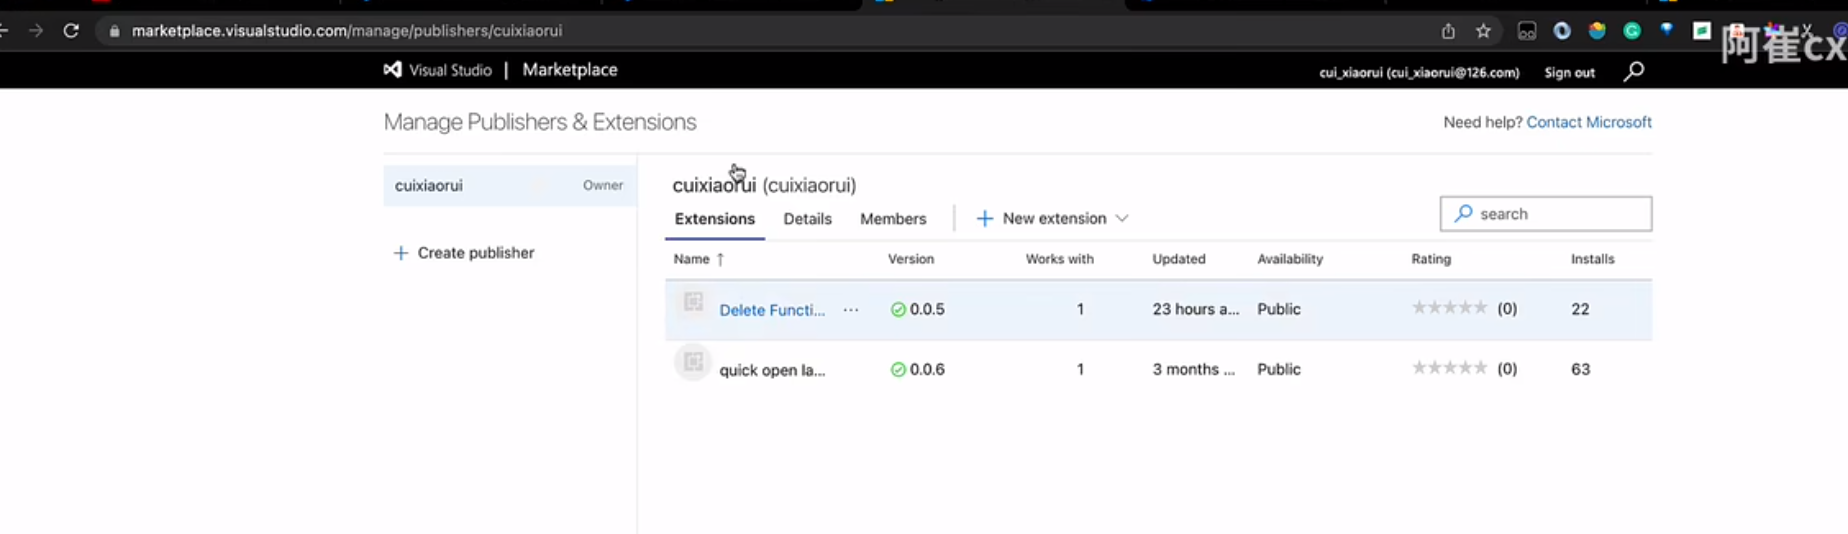 marketplace.visualstudio.com/manage/publishers/cuixiaorui
阿崔cx
Visual Studio | Marketplace
cui_xiaorui (cui_xiaorui@126.com) Sign out
Manage Publishers & Extensions
Need help? Contact Microsoft
cuixiaorui Owner
+ Create publisher
cuixiaorui (cuixiaorui)
Extensions Details Members + New extension
search
Name ↑ Version Works with Updated Availability Rating Installs
Delete Functi... ... 0.0.5 1 23 hours a... Public (0) 22
quick open la... 0.0.6 1 3 months ... Public (0) 63